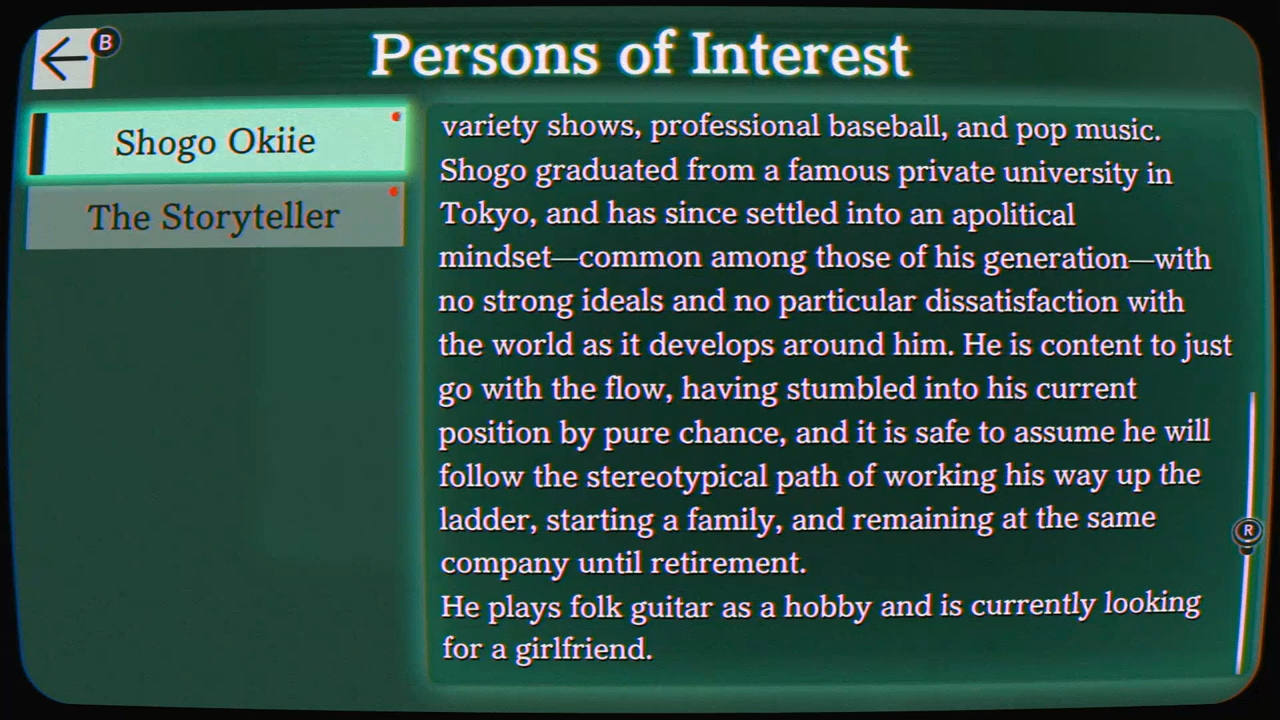 B
Persons of Interest
Shogo Okiie
The Storyteller
variety shows, professional baseball, and pop music.
Shogo graduated from a famous private university in
Tokyo, and has since settled into an apolitical
mindset—common among those of his generation—with
no strong ideals and no particular dissatisfaction with
the world as it develops around him. He is content to just
go with the flow, having stumbled into his current
position by pure chance, and it is safe to assume he will
follow the stereotypical path of working his way up the
ladder, starting a family, and remaining at the same
company until retirement.
He plays folk guitar as a hobby and is currently looking
for a girlfriend.
R